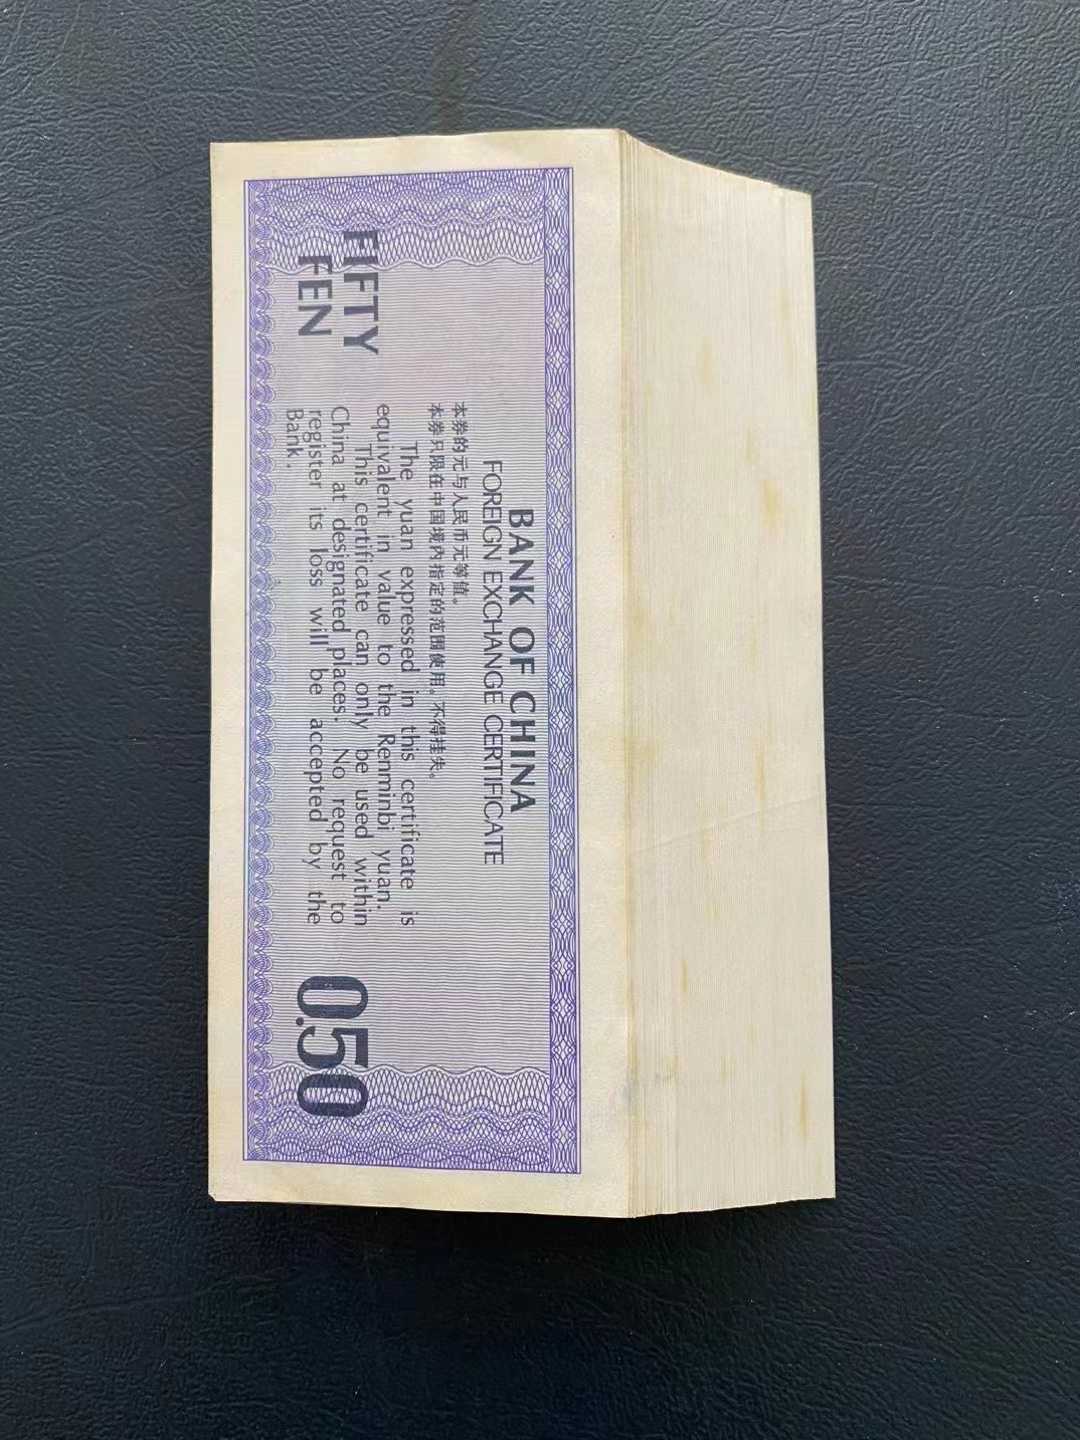 BANK OF CHINA
FOREIGN EXCHANGE CERTIFICATE
本券的元与人民币元等值。
本券只限在中国境内指定的范围使用。不得挂失。
The yuan expressed in this certificate is
equivalent in value to the Renminbi yuan.
This certificate can only be used within
China at designated places. No request to
register its loss will be accepted by the
Bank.
FIFTY
FEN
0.50